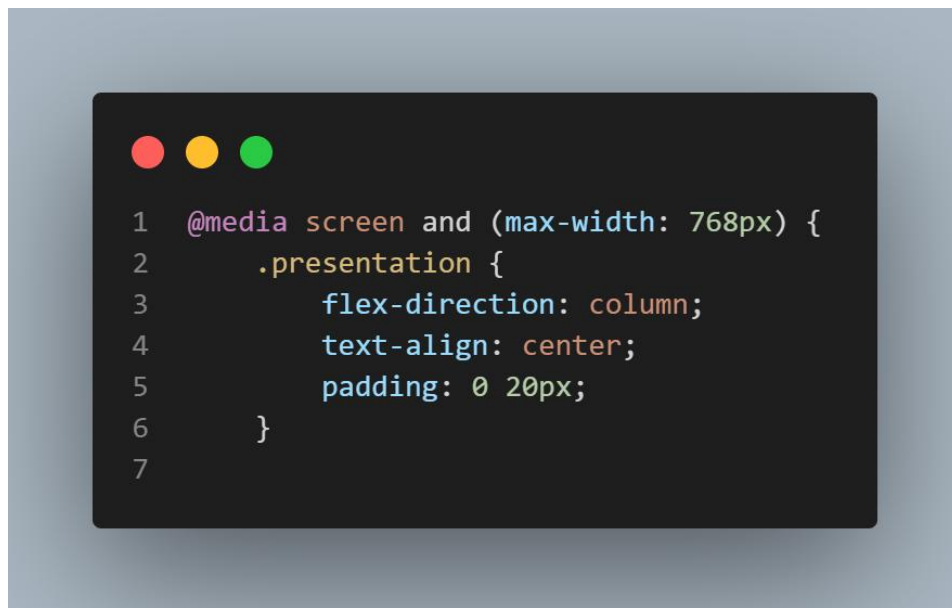 1 @media screen and (max-width: 768px) {
2     .presentation {
3         flex-direction: column;
4         text-align: center;
5         padding: 0 20px;
6     }
7